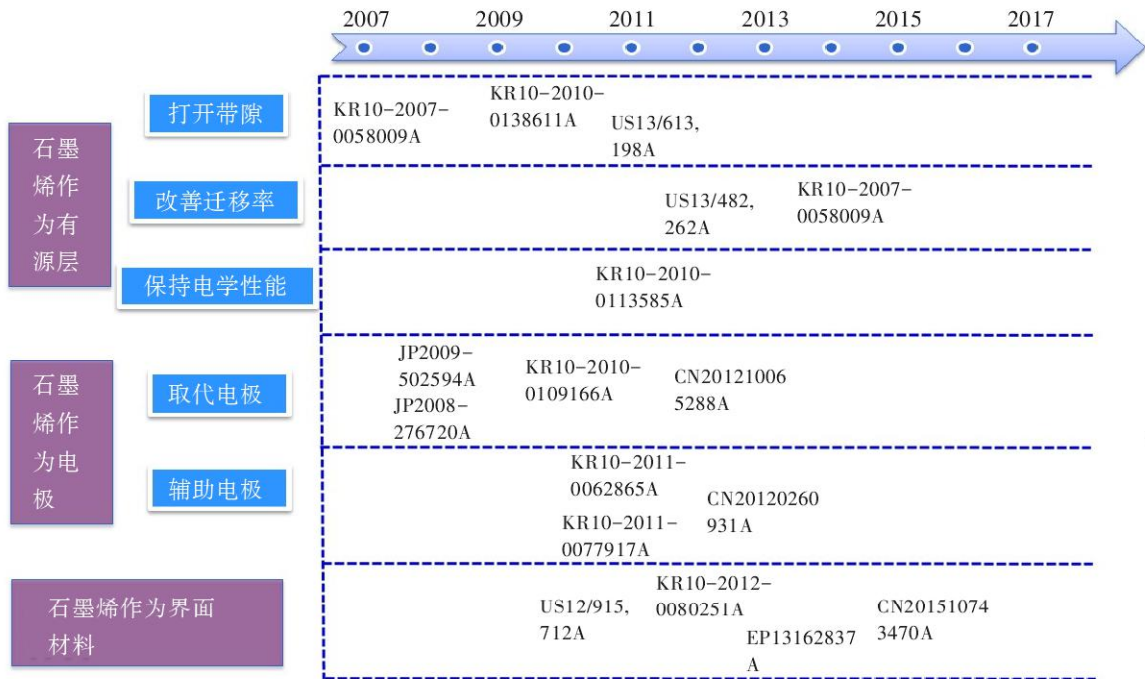 2007 2009 2011 2013 2015 2017
石墨
烯作
为有
源层
打开带隙
KR10-2007-
0058009A
KR10-2010-
0138611A
US13/613,
198A
改善迁移率
US13/482,
262A
KR10-2007-
0058009A
保持电学性能
KR10-2010-
0113585A
石墨
烯作
为电
极
取代电极
JP2009-
502594A
JP2008-
276720A
KR10-2010-
0109166A
CN20121006
5288A
辅助电极
KR10-2011-
0062865A
KR10-2011-
0077917A
CN20120260
931A
石墨烯作为界面
材料
US12/915,
712A
KR10-2012-
0080251A
EP13162837
A
CN20151074
3470A